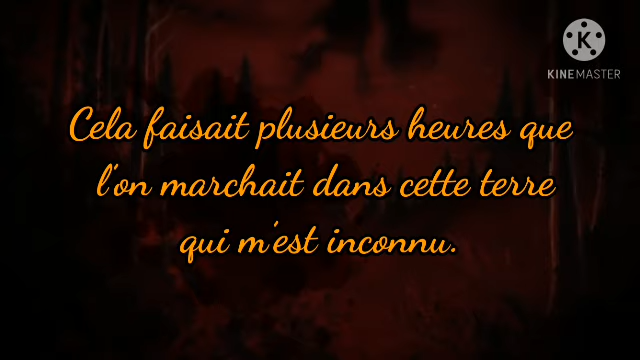 K
KINEMASTER
Cela faisait plusieurs heures que
l'on marchait dans cette terre
qui m'est inconnu.